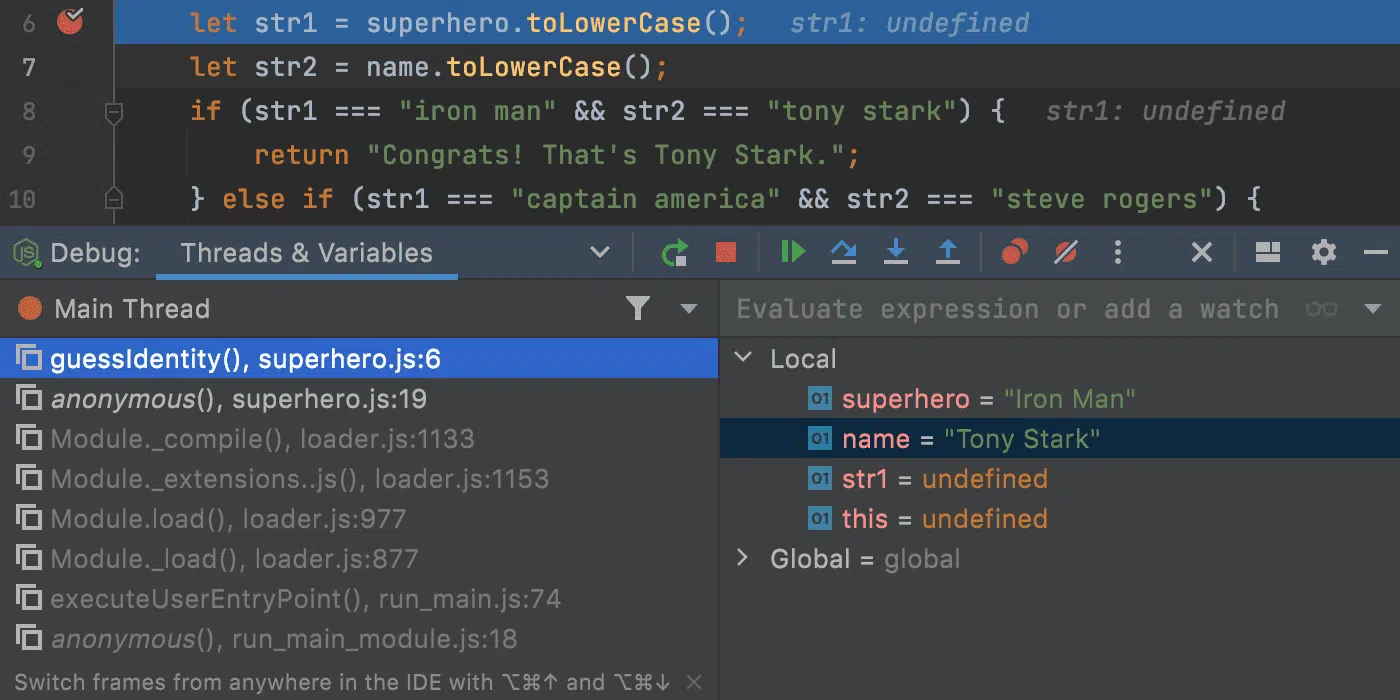 6 let str1 = superhero.toLowerCase(); str1: undefined
7 let str2 = name.toLowerCase();
8 if (str1 === "iron man" && str2 === "tony stark") { str1: undefined
9 return "Congrats! That's Tony Stark.";
10 } else if (str1 === "captain america" && str2 === "steve rogers") {
JS Debug: Threads & Variables
Main Thread
Evaluate expression or add a watch
guessIdentity(), superhero.js:6
anonymous(), superhero.js:19
Module._compile(), loader.js:1133
Module._extensions..js(), loader.js:1153
Module.load(), loader.js:977
Module._load(), loader.js:877
executeUserEntryPoint(), run_main.js:74
anonymous(), run_main_module.js:18
Switch frames from anywhere in the IDE with ⌥⌘↑ and ⌥⌘↓
Local
01 superhero = "Iron Man"
01 name = "Tony Stark"
01 str1 = undefined
01 this = undefined
Global = global